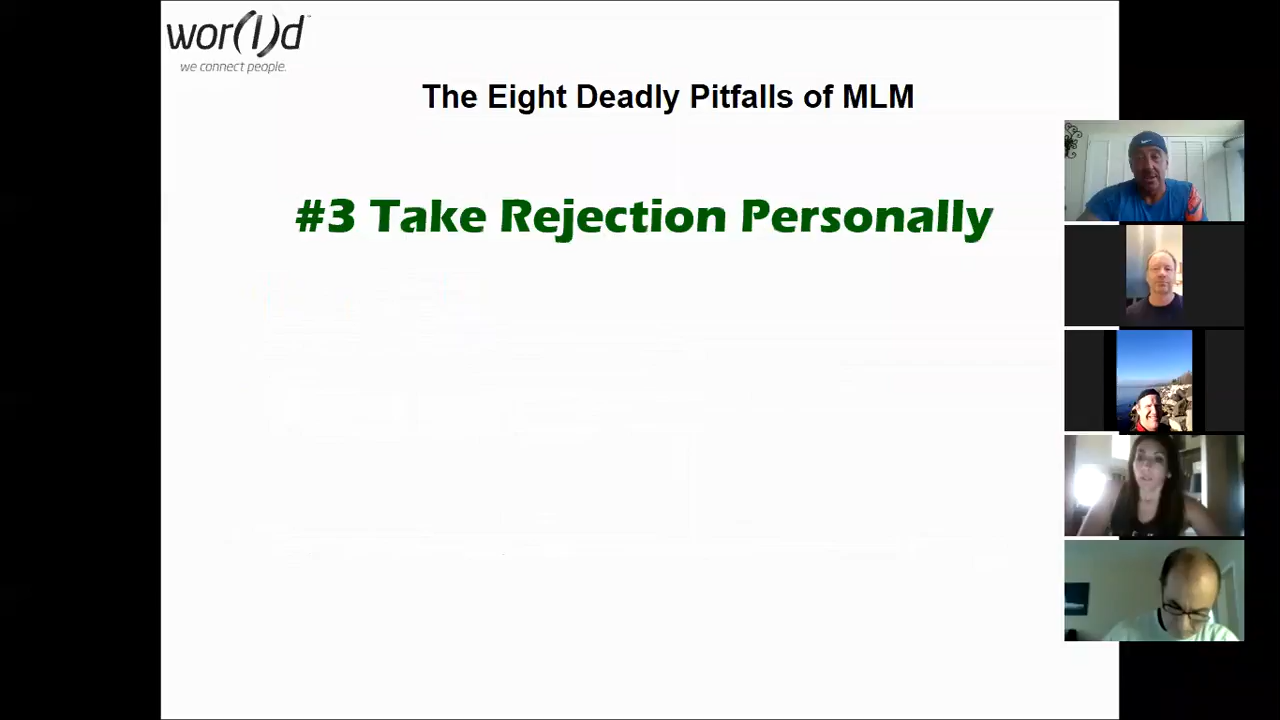 wor(l)d
we connect people.
The Eight Deadly Pitfalls of MLM
#3 Take Rejection Personally